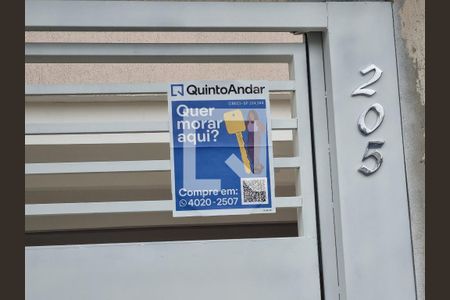 QuintoAndar
Quer
morar
aqui?
Compre em:
4020-2507
205